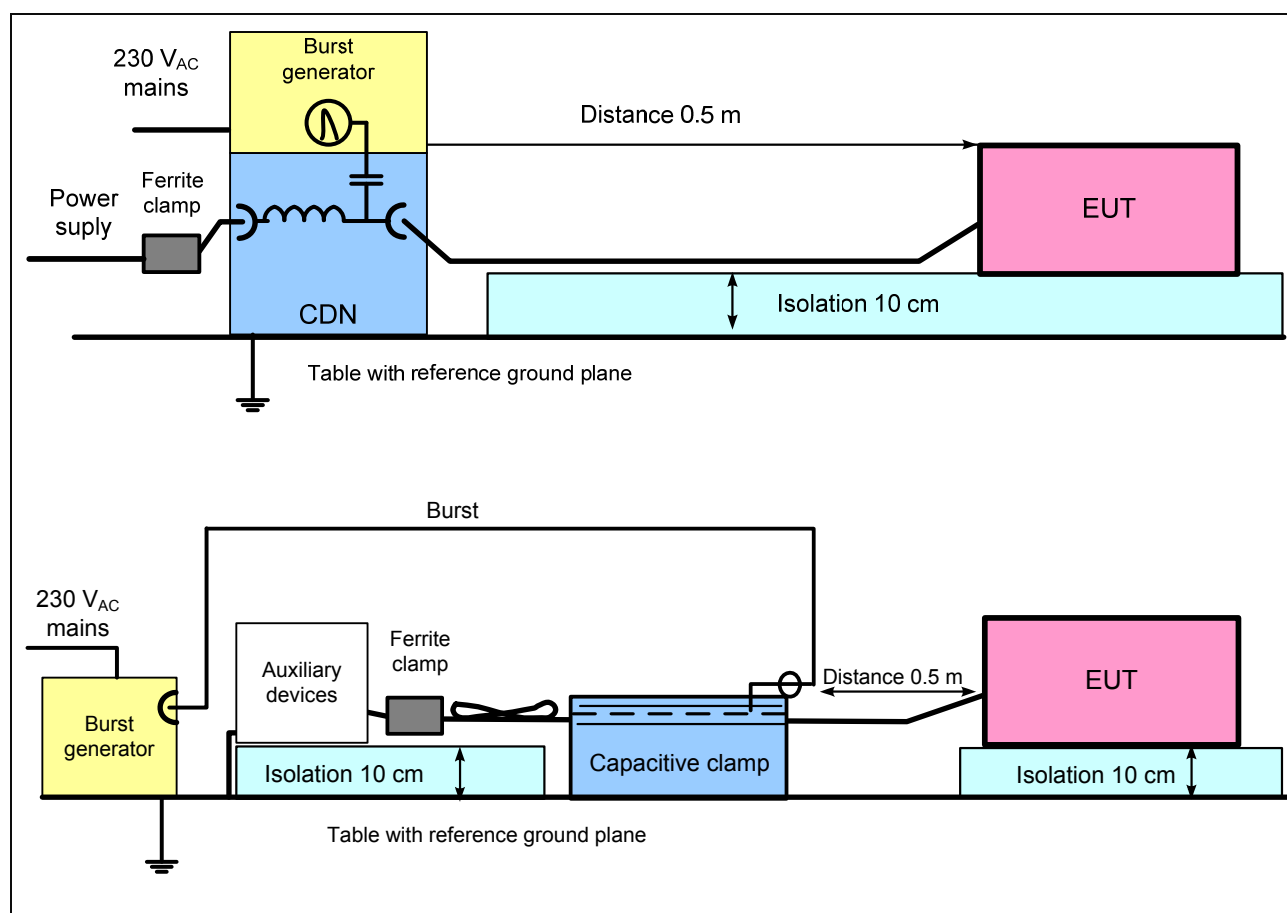 230 VAC
mains
Burst
generator
Distance 0.5 m
Power
suply
Ferrite
clamp
EUT
Isolation 10 cm
CDN
Table with reference ground plane
Burst
230 VAC
mains
Auxiliary
devices
Ferrite
clamp
Distance 0.5 m
EUT
Burst
generator
Isolation 10 cm
Capacitive clamp
Isolation 10 cm
Table with reference ground plane